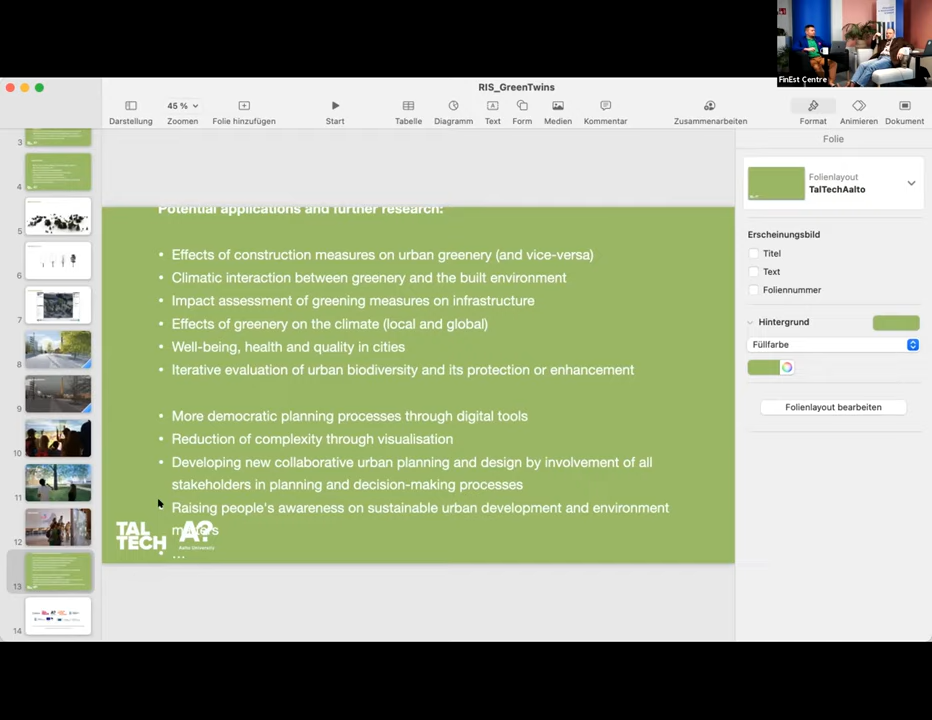 FinEst Centre
RIS_GreenTwins
45 %
Darstellung
Zoomen
Folie hinzufügen
Start
Tabelle
Diagramm
Text
Form
Medien
Kommentar
Zusammenarbeiten
Format
Animieren
Dokument
Folie
Folienlayout
TalTechAalto
Erscheinungsbild
Titel
Text
Foliennummer
Hintergrund
Füllfarbe
Folienlayout bearbeiten
3
4
5
6
7
8
9
10
11
12
13
14
Potential applications and further research:
• Effects of construction measures on urban greenery (and vice-versa)
• Climatic interaction between greenery and the built environment
• Impact assessment of greening measures on infrastructure
• Effects of greenery on the climate (local and global)
• Well-being, health and quality in cities
• Iterative evaluation of urban biodiversity and its protection or enhancement
• More democratic planning processes through digital tools
• Reduction of complexity through visualisation
• Developing new collaborative urban planning and design by involvement of all
stakeholders in planning and decision-making processes
• Raising people's awareness on sustainable urban development and environment
matters
• ...
TAL
TECH
A?
Aalto University